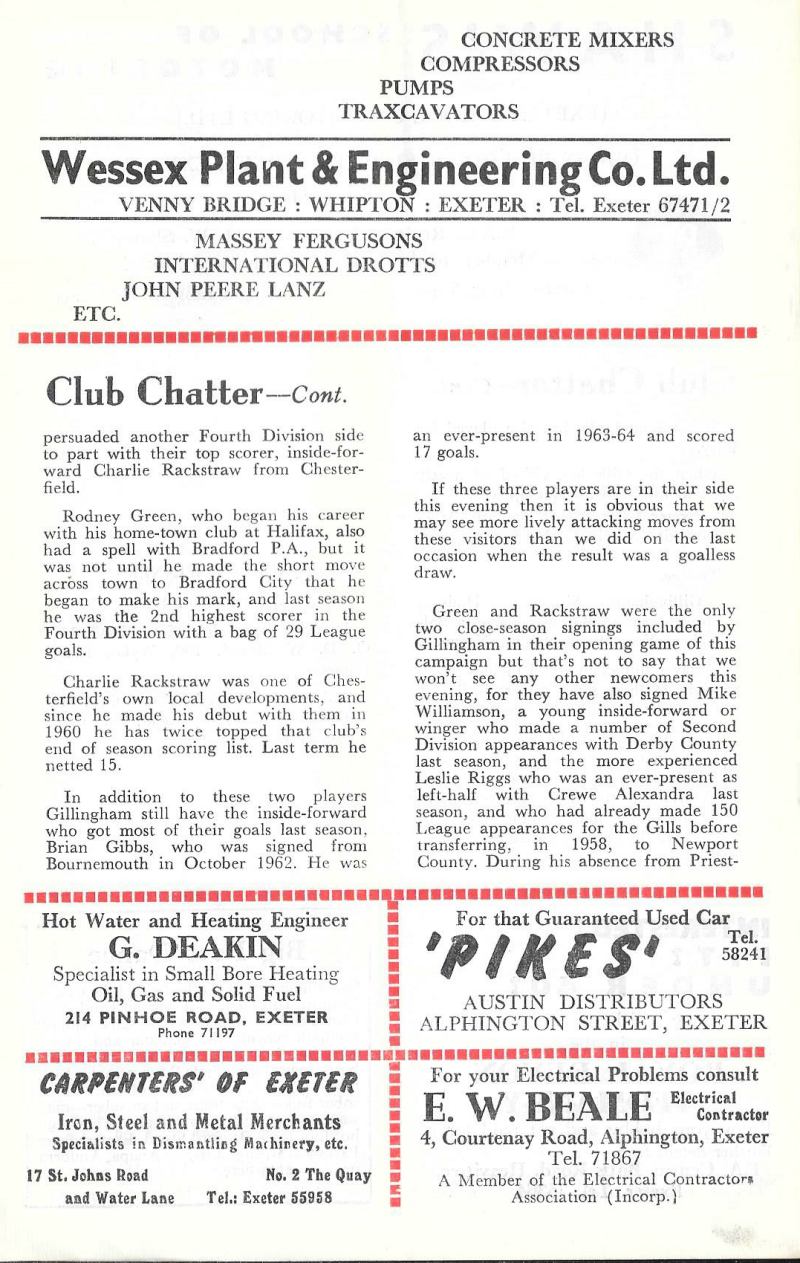 CONCRETE MIXERS
COMPRESSORS
PUMPS
TRAXCAVATORS
Wessex Plant & Engineering Co. Ltd.
VENNY BRIDGE : WHIPTON : EXETER : Tel. Exeter 67471/2
MASSEY FERGUSONS
INTERNATIONAL DROTTS
JOHN PEERE LANZ
ETC.
Club Chatter—Cont.
persuaded another Fourth Division side
to part with their top scorer, inside-for-
ward Charlie Rackstraw from Chester-
field.
Rodney Green, who began his career
with his home-town club at Halifax, also
had a spell with Bradford P.A., but it
was not until he made the short move
across town to Bradford City that he
began to make his mark, and last season
he was the 2nd highest scorer in the
Fourth Division with a bag of 29 League
goals.
Charlie Rackstraw was one of Ches-
terfield's own local developments, and
since he made his debut with them in
1960 he has twice topped that club's
end of season scoring list. Last term he
netted 15.
In addition to these two players
Gillingham still have the inside-forward
who got most of their goals last season,
Brian Gibbs, who was signed from
Bournemouth in October 1962. He was
an ever-present in 1963-64 and scored
17 goals.
If these three players are in their side
this evening then it is obvious that we
may see more lively attacking moves from
these visitors than we did on the last
occasion when the result was a goalless
draw.
Green and Rackstraw were the only
two close-season signings included by
Gillingham in their opening game of this
campaign but that's not to say that we
won't see any other newcomers this
evening, for they have also signed Mike
Williamson, a young inside-forward or
winger who made a number of Second
Division appearances with Derby County
last season, and the more experienced
Leslie Riggs who was an ever-present as
left-half with Crewe Alexandra last
season, and who had already made 150
League appearances for the Gills before
transferring, in 1958, to Newport
County. During his absence from Priest-
Hot Water and Heating Engineer
G. DEAKIN
Specialist in Small Bore Heating
Oil, Gas and Solid Fuel
214 PINHOE ROAD, EXETER
Phone 71197
For that Guaranteed Used Car
'PIKES'
Tel.
58241
AUSTIN DISTRIBUTORS
ALPHINGTON STREET, EXETER
CARPENTERS' OF EXETER
Iron, Steel and Metal Merchants
Specialists in Dismantling Machinery, etc.
17 St. Johns Road No. 2 The Quay
and Water Lane Tel.: Exeter 55958
For your Electrical Problems consult
E. W. BEALE Electrical
Contractor
4, Courtenay Road, Alphington, Exeter
Tel. 71867
A Member of the Electrical Contractors
Association (Incorp.)